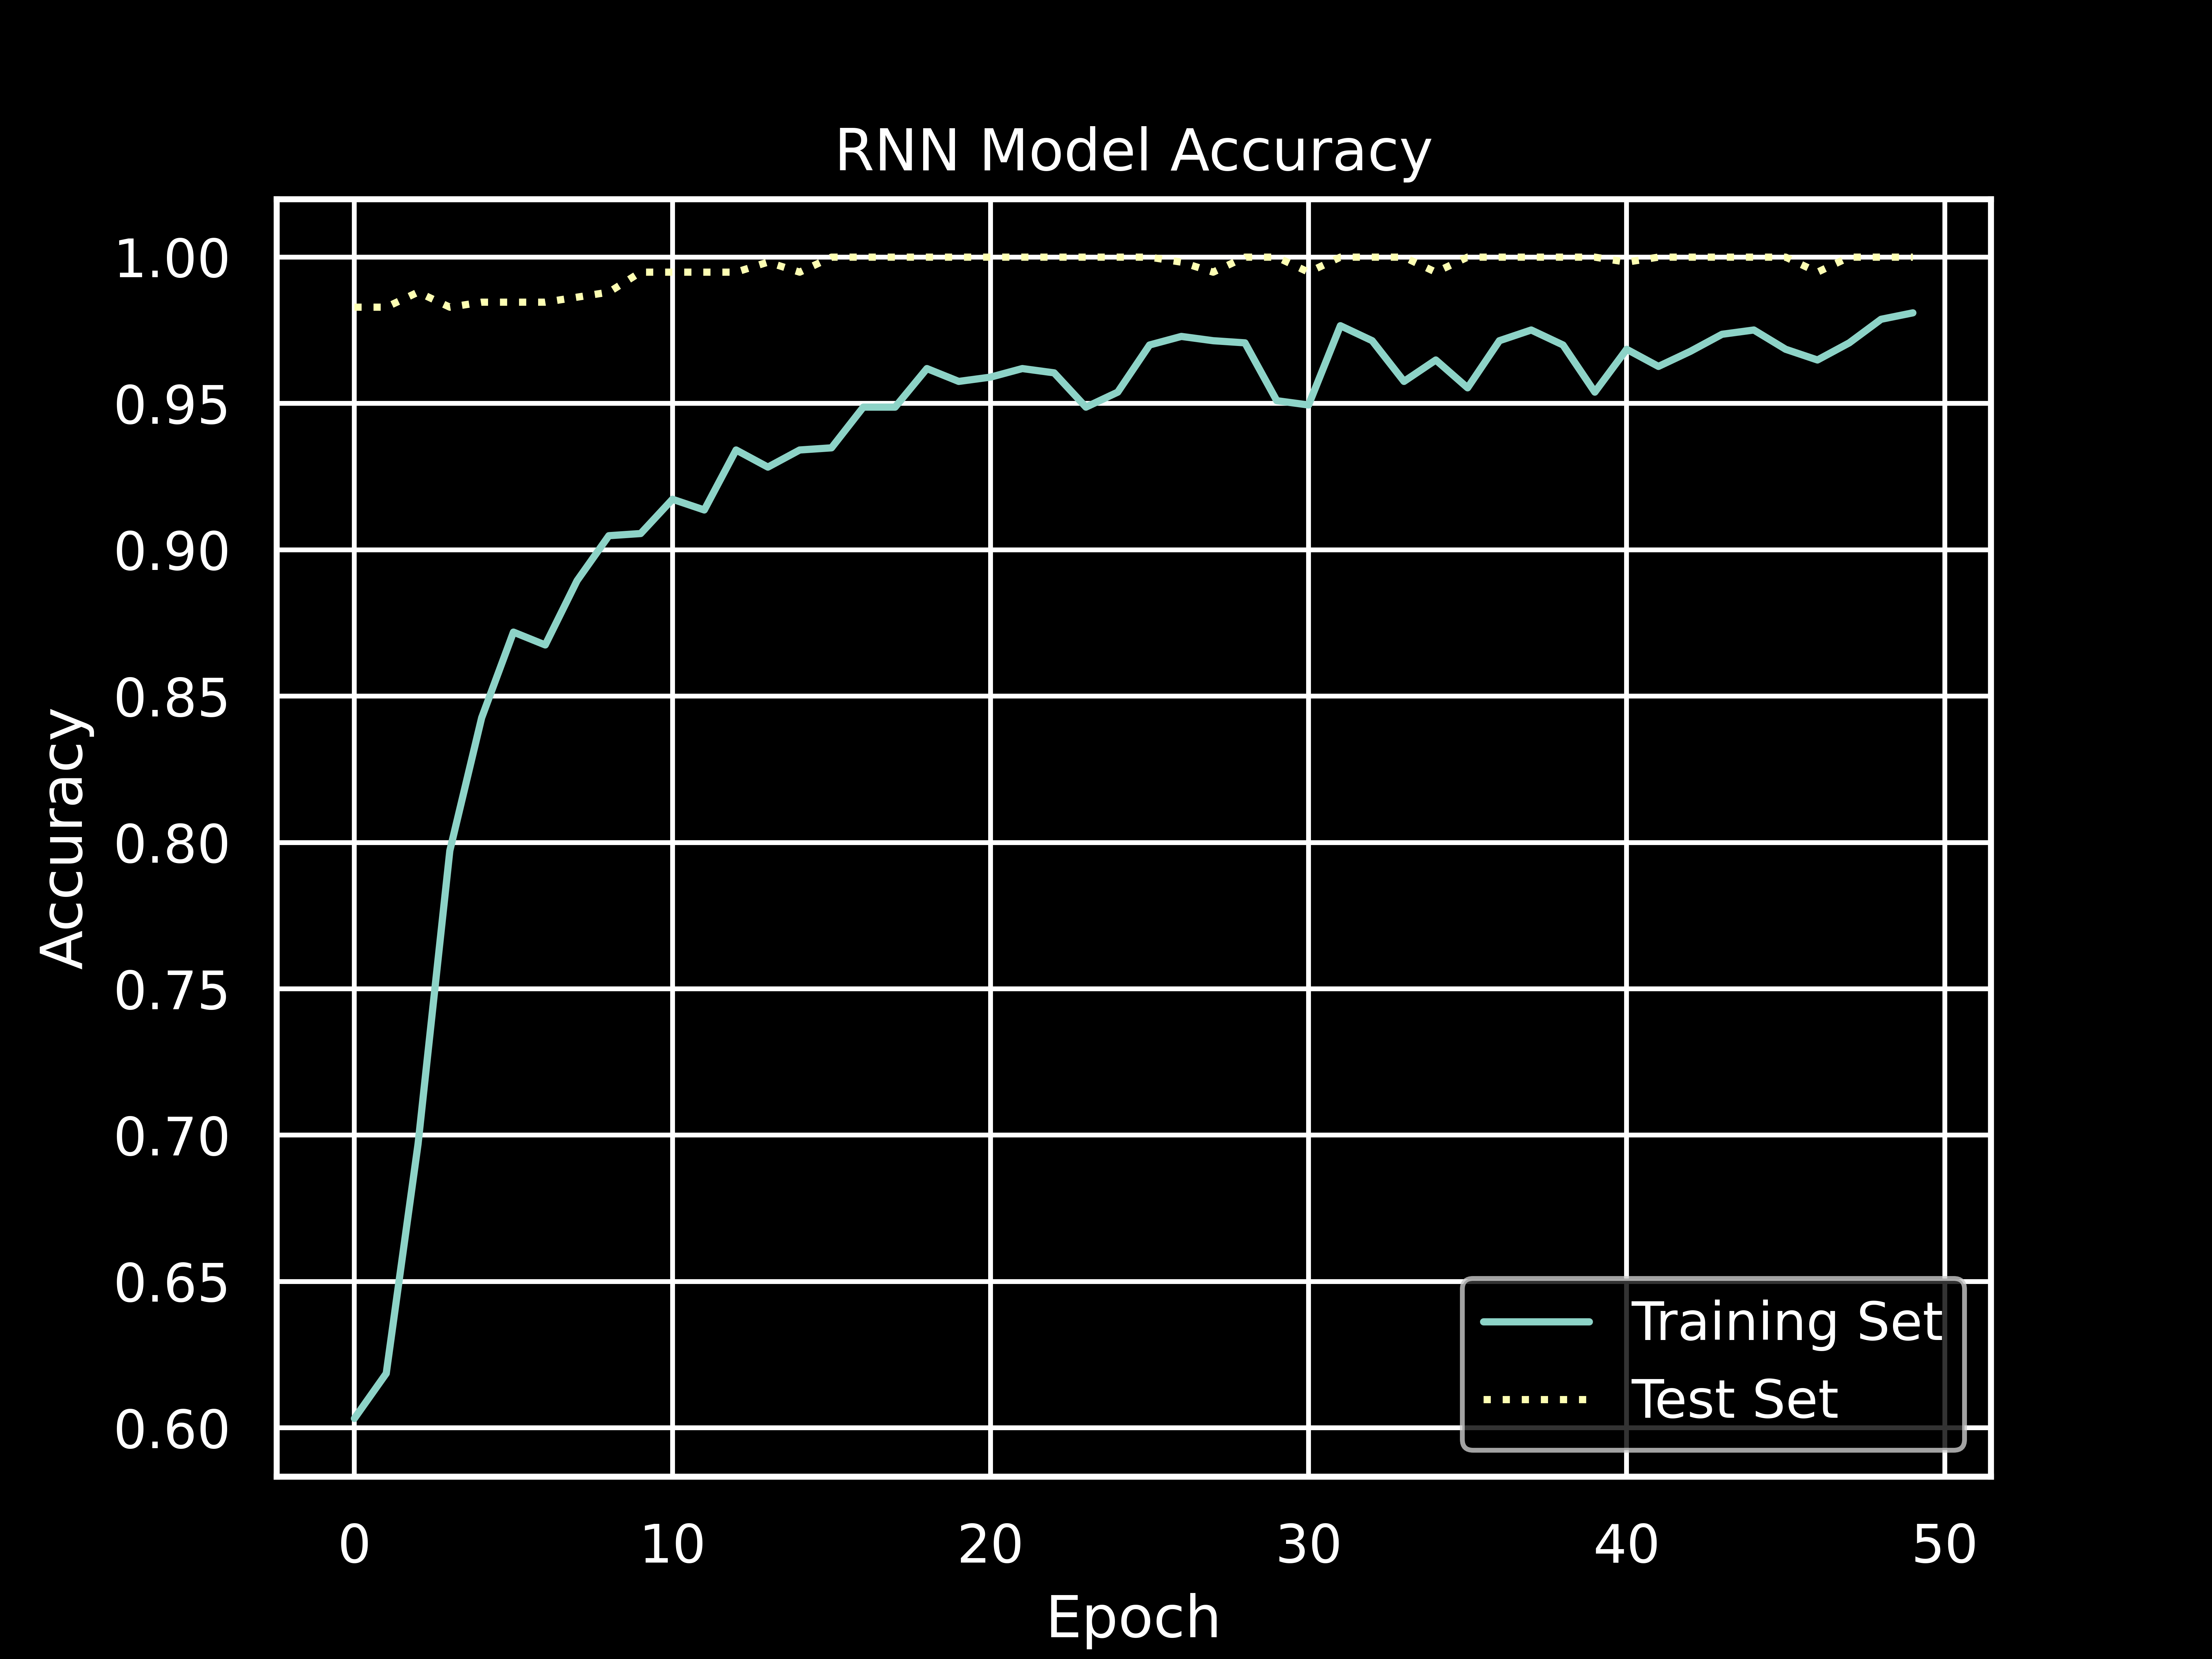 RNN Model Accuracy
1.00
0.95
0.90
0.85
0.80
0.75
0.70
0.65
0.60
Accuracy
Training Set
Test Set
0 10 20 30 40 50
Epoch